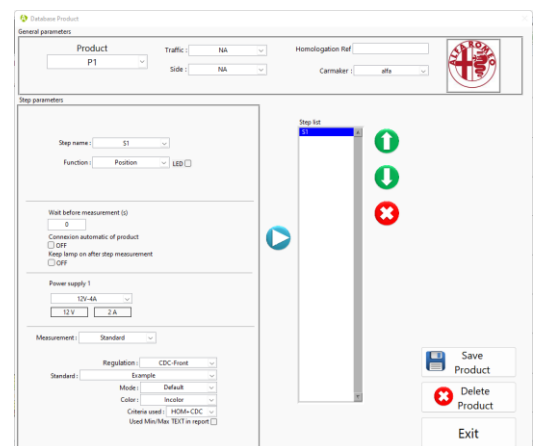 Database Product
General parameters
Product
P1
Traffic : NA
Side : NA
Homologation Ref
Carmaker : alfa
ALFA ROMEO
Step parameters
Step name : S1
Function : Position LED
Wait before measurement (s)
0
Connexion automatic of product
OFF
Keep lamp on after step measurement
OFF
Power supply 1
12V-4A
12 V 2 A
Measurement : Standard
Regulation : CDC-Front
Standard : Example
Mode : Default
Color : Incolor
Criteria used : HOM+CDC
Used Min/Max TEXT in report
Step list
S1
Save
Product
Delete
Product
Exit